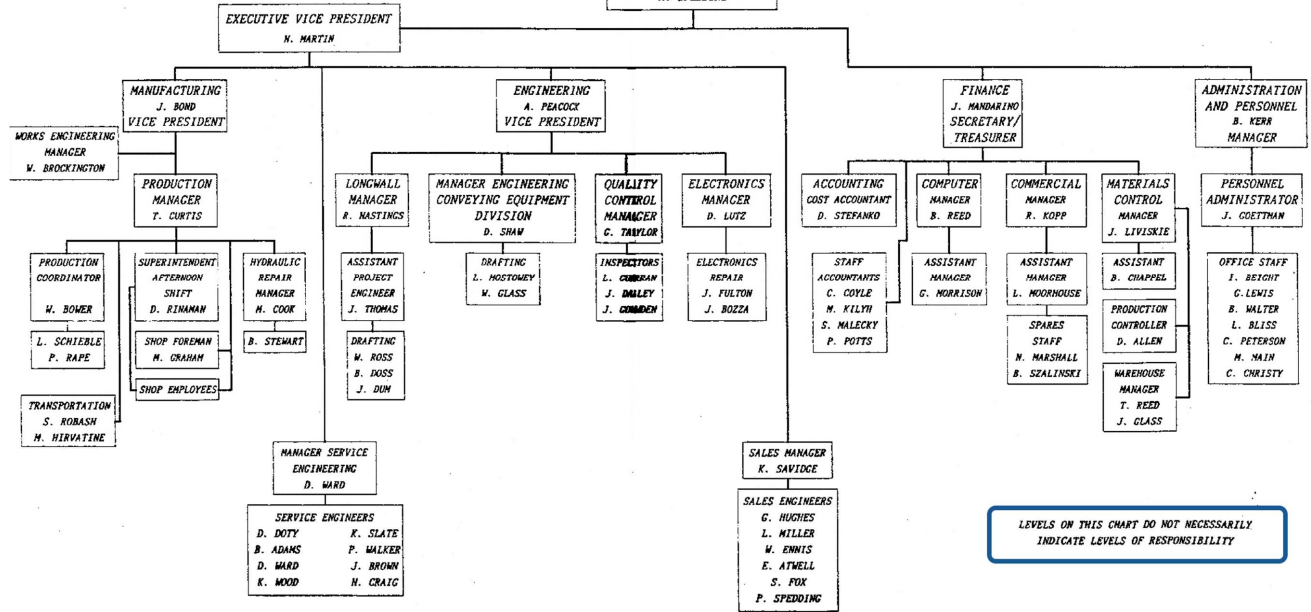 EXECUTIVE VICE PRESIDENT
N. MARTIN
MANUFACTURING
J. BOND
VICE PRESIDENT
ENGINEERING
A. PEACOCK
VICE PRESIDENT
FINANCE
J. MANDARINO
SECRETARY/
TREASURER
ADMINISTRATION
AND PERSONNEL
B. KERR
MANAGER
WORKS ENGINEERING
MANAGER
W. BROCKINGTON
PRODUCTION
MANAGER
T. CURTIS
LONGWALL
MANAGER
R. HASTINGS
MANAGER ENGINEERING
CONVEYING EQUIPMENT
DIVISION
D. SHAW
QUALIITY
CONTROL
MANAGER
G. TAYLOR
ELECTRONICS
MANAGER
D. LUTZ
ACCOUNTING
COST ACCOUNTANT
D. STEFANKO
COMPUTER
MANAGER
B. REED
COMMERCIAL
MANAGER
R. KOPP
MATERIALS
CONTROL
MANAGER
J. LIVISKIE
PERSONNEL
ADMINISTRATOR
J. GOETTMAN
PRODUCTION
COORDINATOR
W. BOWER
SUPERINTENDENT
AFTERNOON
SHIFT
D. RINAMAN
HYDRAULIC
REPAIR
MANAGER
M. COOK
ASSISTANT
PROJECT
ENGINEER
J. THOMAS
DRAFTING
L. MOSTOWEY
W. GLASS
INSPECTORS
L.
J. DALLEY
J.
ELECTRONICS
REPAIR
J. FULTON
J. BOZZA
STAFF
ACCOUNTANTS
C. COYLE
M. KILYH
S. MALECKY
P. POTTS
ASSISTANT
MANAGER
G. MORRISON
ASSISTANT
MANAGER
L. MOORHOUSE
ASSISTANT
B. CHAPPEL
OFFICE STAFF
I. BEIGHT
G.LEWIS
B. WALTER
L. BLISS
C. PETERSON
M. MAIN
C. CHRISTY
L. SCHIEBLE
P. RAPE
SHOP FOREMAN
M. GRAHAM
B. STEWART
DRAFTING
W. ROSS
B. DOSS
J. DUM
SPARES
STAFF
N. MARSHALL
B. SZALINSKI
PRODUCTION
CONTROLLER
D. ALLEN
SHOP EMPLOYEES
WAREHOUSE
MANAGER
T. REED
J. GLASS
TRANSPORTATION
S. ROBASH
M. HIRVATINE
MANAGER SERVICE
ENGINEERING
D. WARD
SALES MANAGER
K. SAVIDGE
SERVICE ENGINEERS
D. DOTY K. SLATE
B. ADAMS P. WALKER
D. WARD J. BROWN
K. WOOD H. CRAIG
SALES ENGINEERS
G. HUGHES
L. MILLER
W. ENNIS
E. ATWELL
S. FOX
P. SPEDDING
LEVELS ON THIS CHART DO NOT NECESSARILY
INDICATE LEVELS OF RESPONSIBILITY